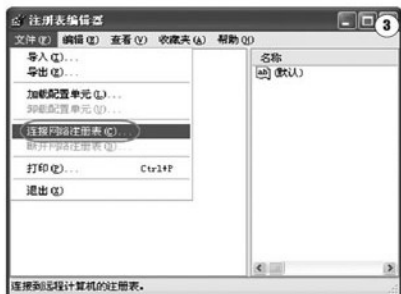 注册表编辑器
3
文件(F) 编辑(E) 查看(V) 收藏夹(A) 帮助(H)
导入(I)...
导出(E)...
加载配置单元(L)...
卸载配置单元(U)...
连接网络注册表(C)...
断开网络注册表(D)...
打印(P)... Ctrl+P
退出(X)
名称
ab (默认)
连接到远程计算机的注册表。